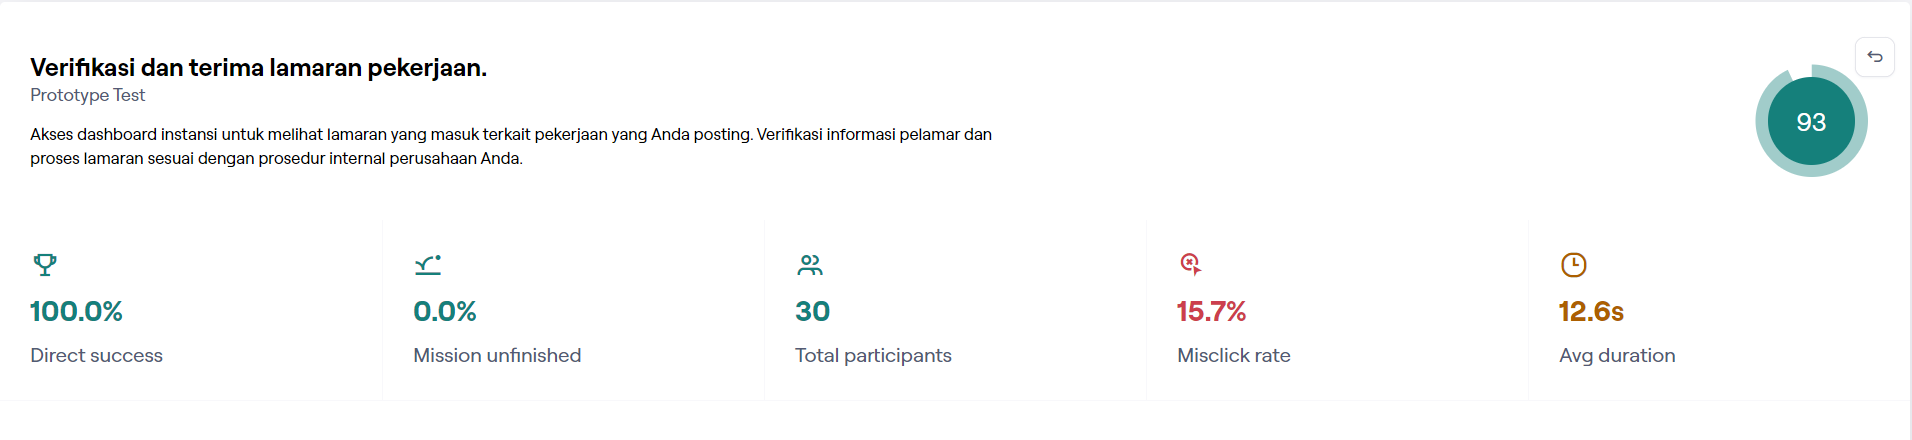 Verifikasi dan terima lamaran pekerjaan.
Prototype Test
Akses dashboard instansi untuk melihat lamaran yang masuk terkait pekerjaan yang Anda posting. Verifikasi informasi pelamar dan
proses lamaran sesuai dengan prosedur internal perusahaan Anda.
93
100.0%
Direct success
0.0%
Mission unfinished
30
Total participants
15.7%
Misclick rate
12.6s
Avg duration